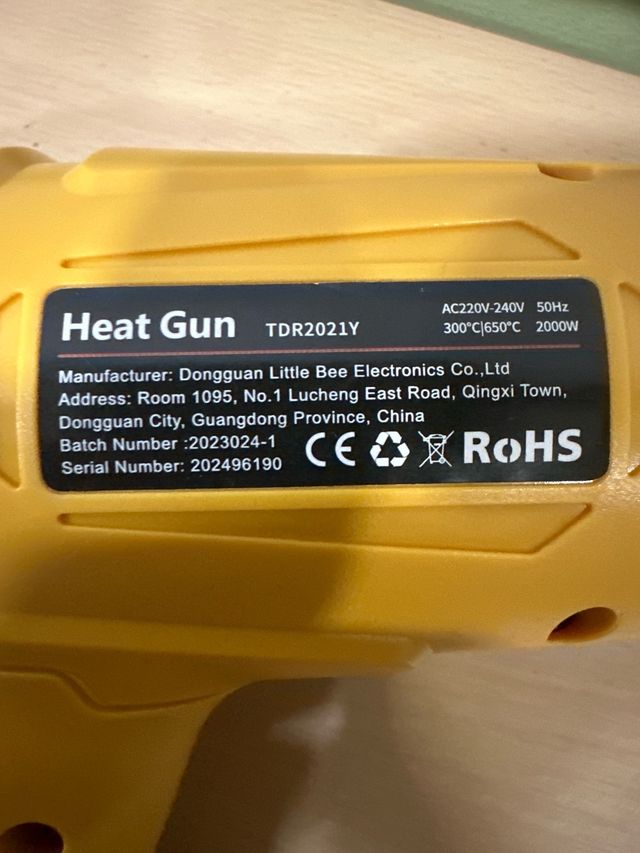 Heat Gun TDR2021Y
AC220V-240V 50Hz
300°C|650°C 2000W
Manufacturer: Dongguan Little Bee Electronics Co.,Ltd
Address: Room 1095, No.1 Lucheng East Road, Qingxi Town,
Dongguan City, Guangdong Province, China
Batch Number :2023024-1
Serial Number: 202496190
CE RoHS